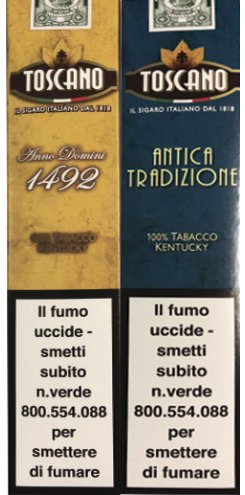 TOSCANO
IL SIGARO ITALIANO DAL 1818
Anno Domini
1492
100% TABACCO
KENTUCKY
Il fumo
uccide -
smetti
subito
n.verde
800.554.088
per
smettere
di fumare
TOSCANO
IL SIGARO ITALIANO DAL 1818
ANTICA
TRADIZIONE
100% TABACCO
KENTUCKY
Il fumo
uccide -
smetti
subito
n.verde
800.554.088
per
smettere
di fumare